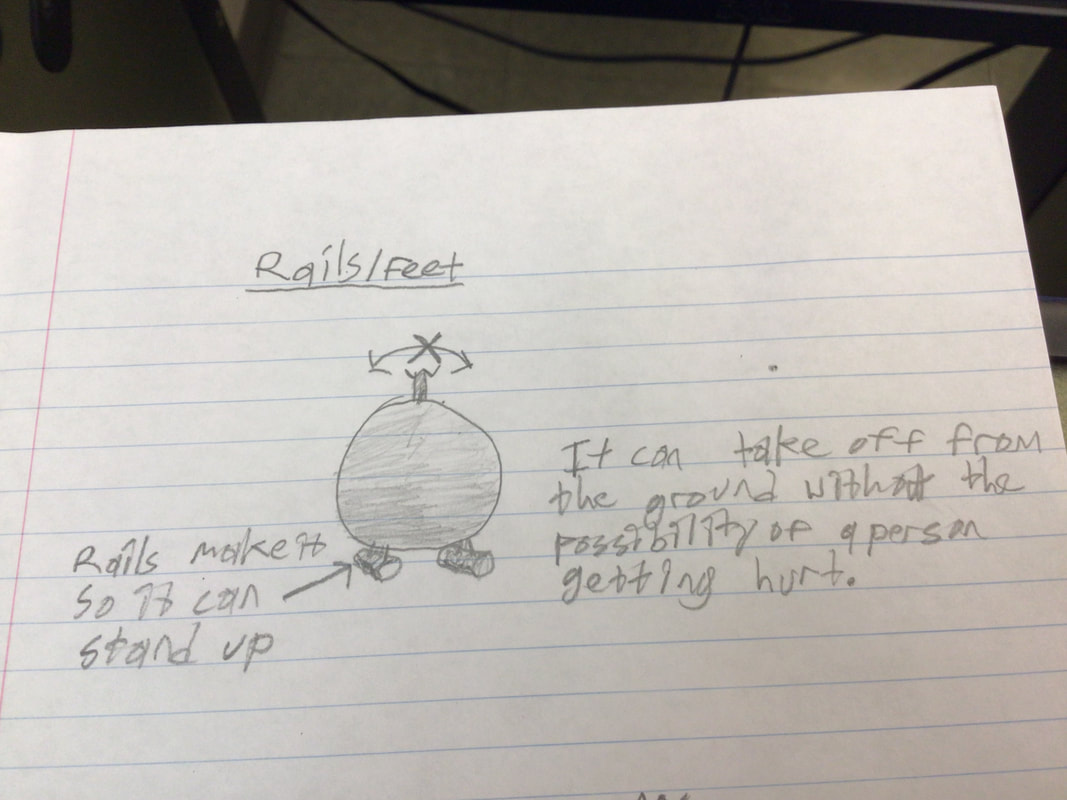 Rails/Feet
It can take off from
the ground without the
possibility of a person
getting hurt.
Rails make it
so it can
stand up